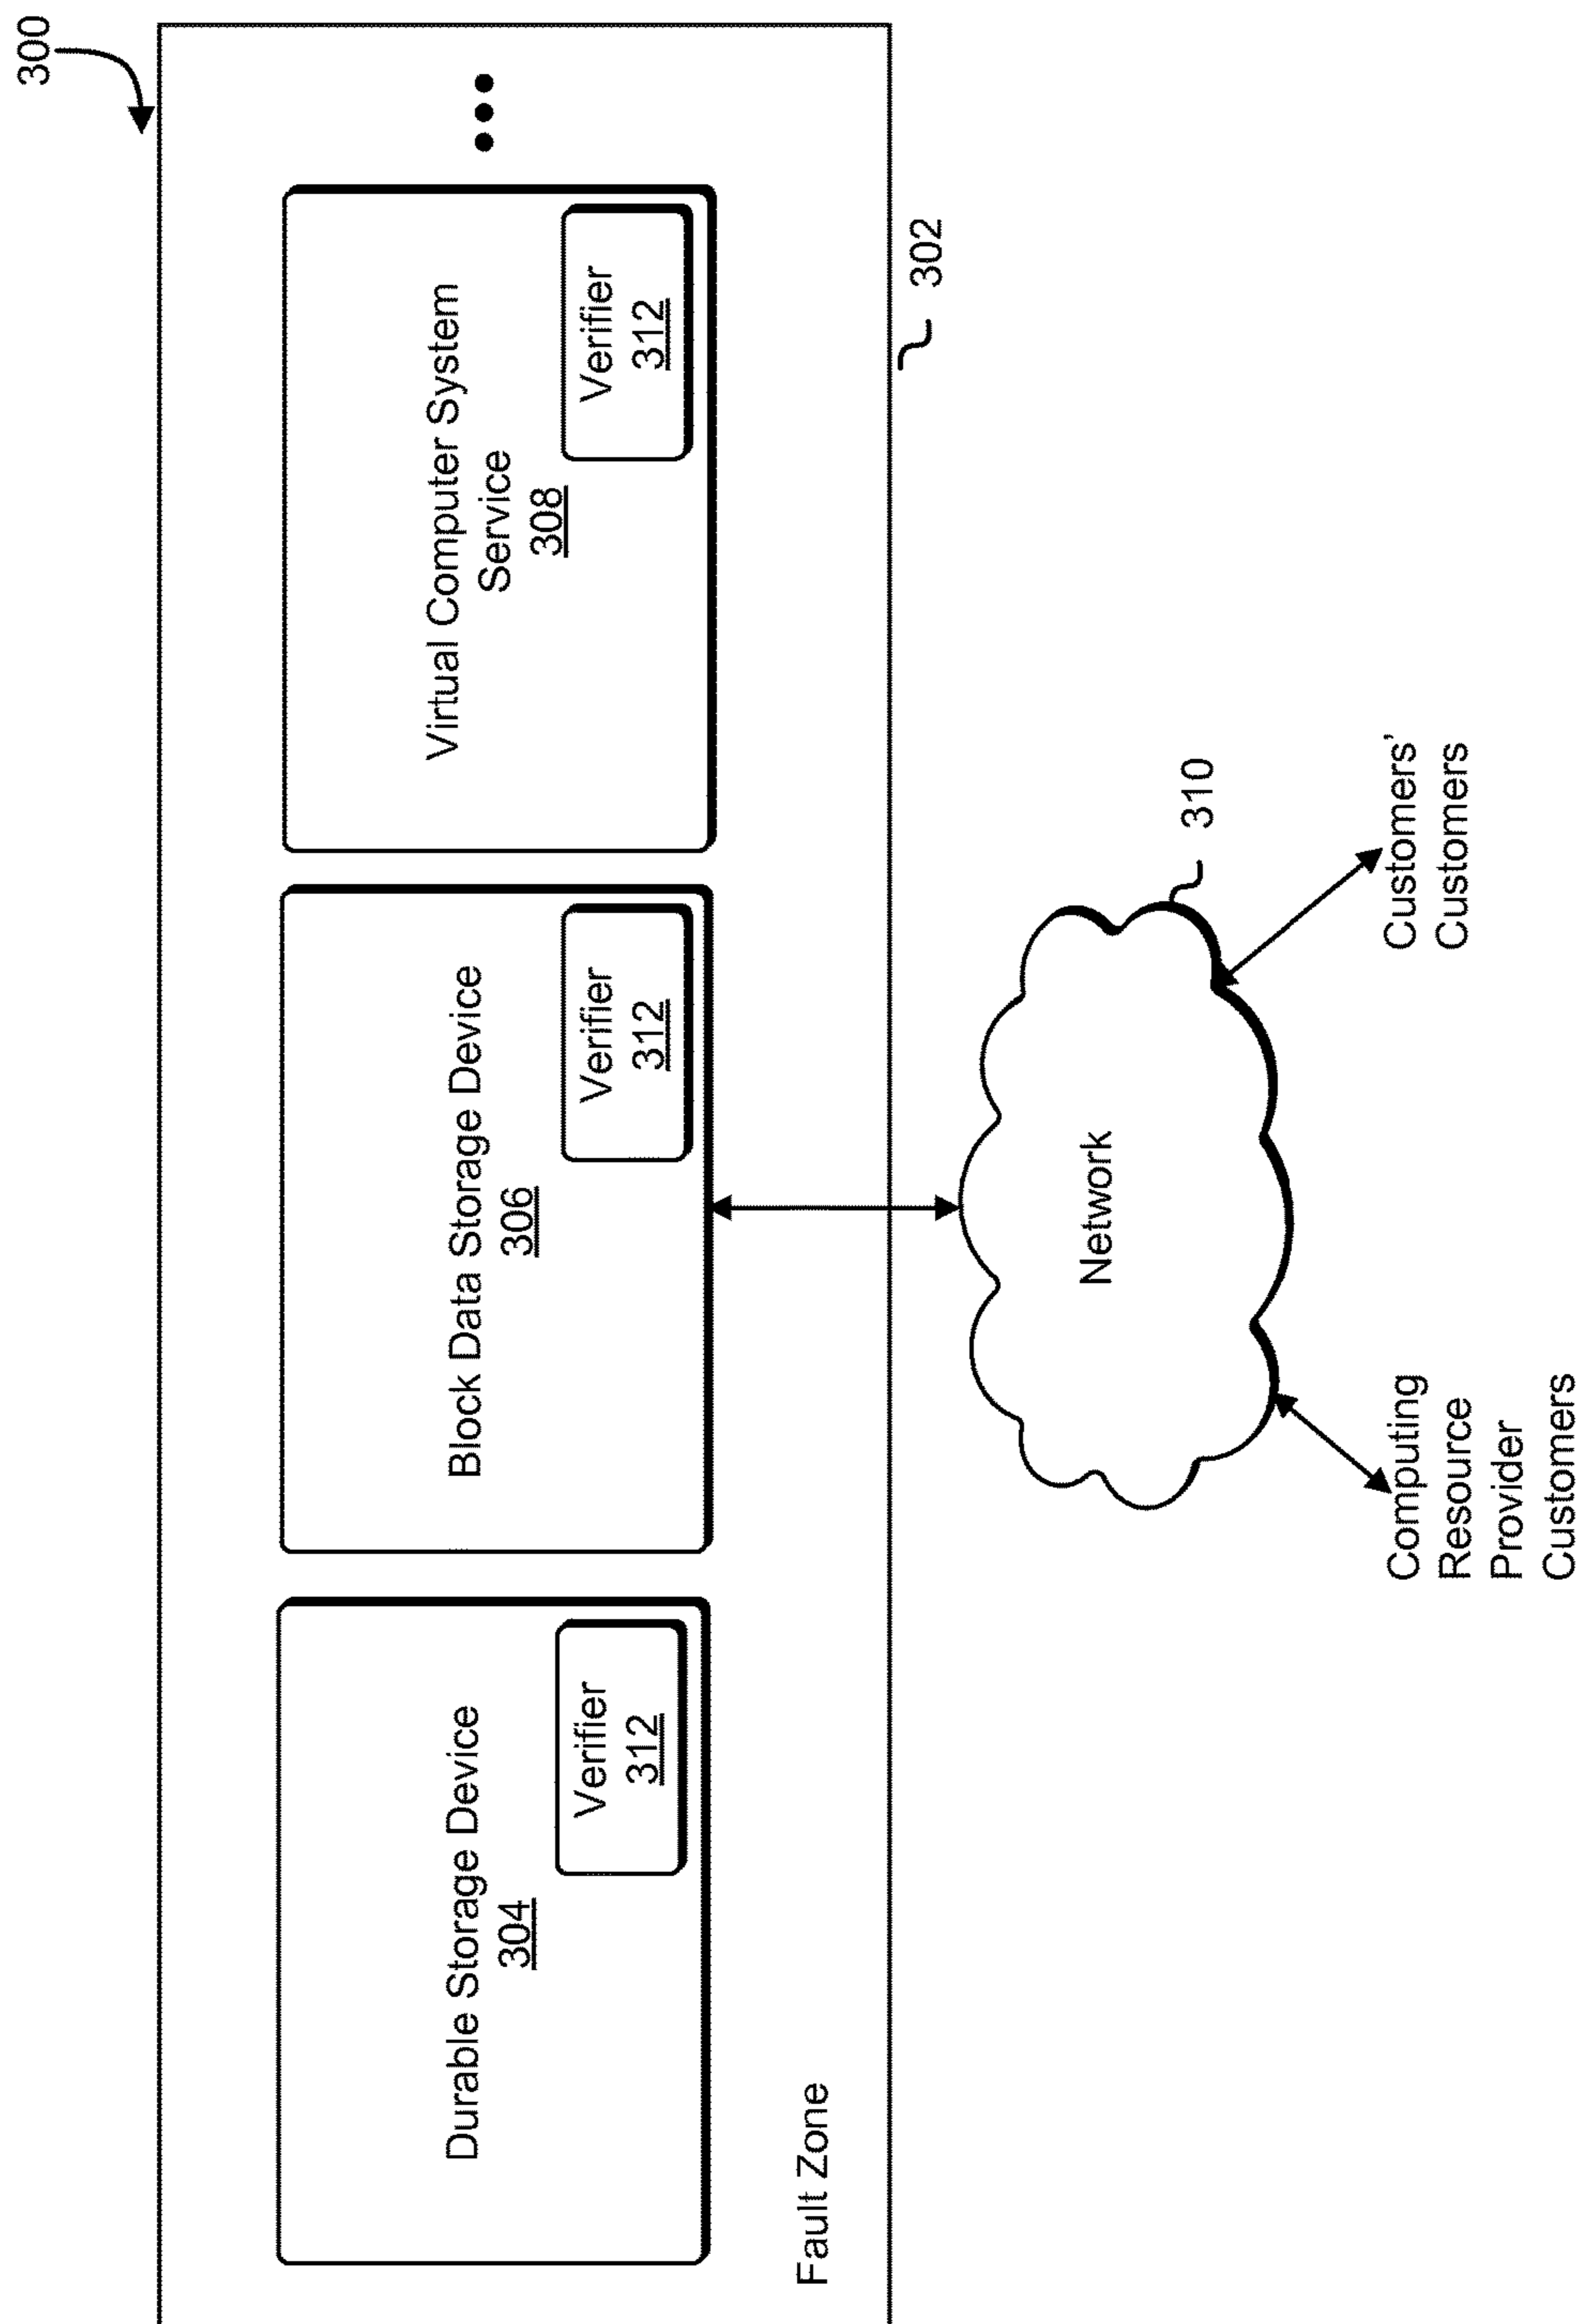 300
Durable Storage Device
304
Verifier
312
Block Data Storage Device
306
Verifier
312
Virtual Computer System
Service
308
Verifier
312
Fault Zone
302
Network
310
Computing
Resource
Provider
Customers
Customers’
Customers